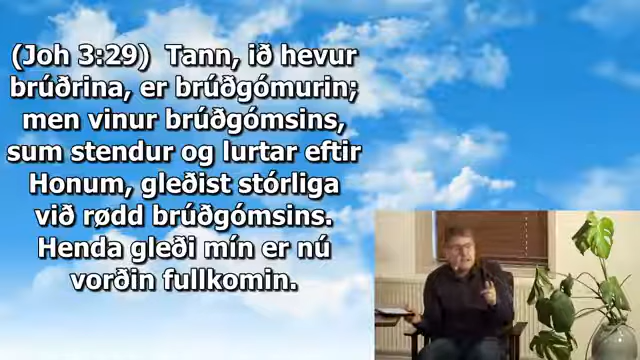 (Joh 3:29) Tann, ið hevur
brúðrina, er brúðgómurin;
men vinur brúðgómsins,
sum stendur og lurtar eftir
Honum, gleðist stórliga
við rødd brúðgómsins.
Henda gleði mín er nú
vorðin fullkomin.